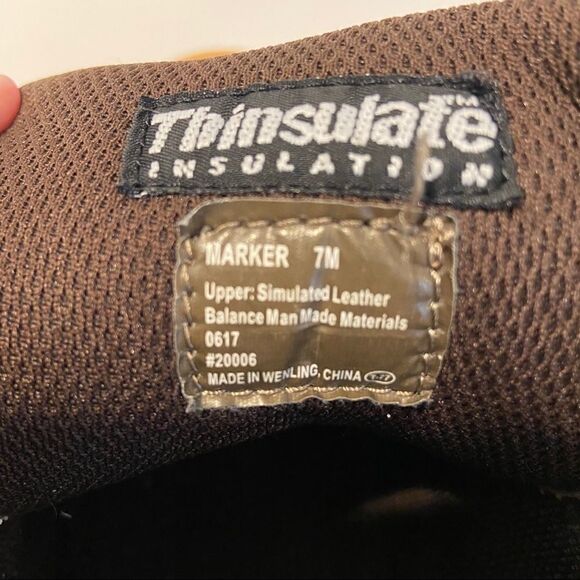 Thinsulate™
INSULATION
MARKER 7M
Upper: Simulated Leather
Balance Man Made Materials
0617
#20006
MADE IN WENLING, CHINA